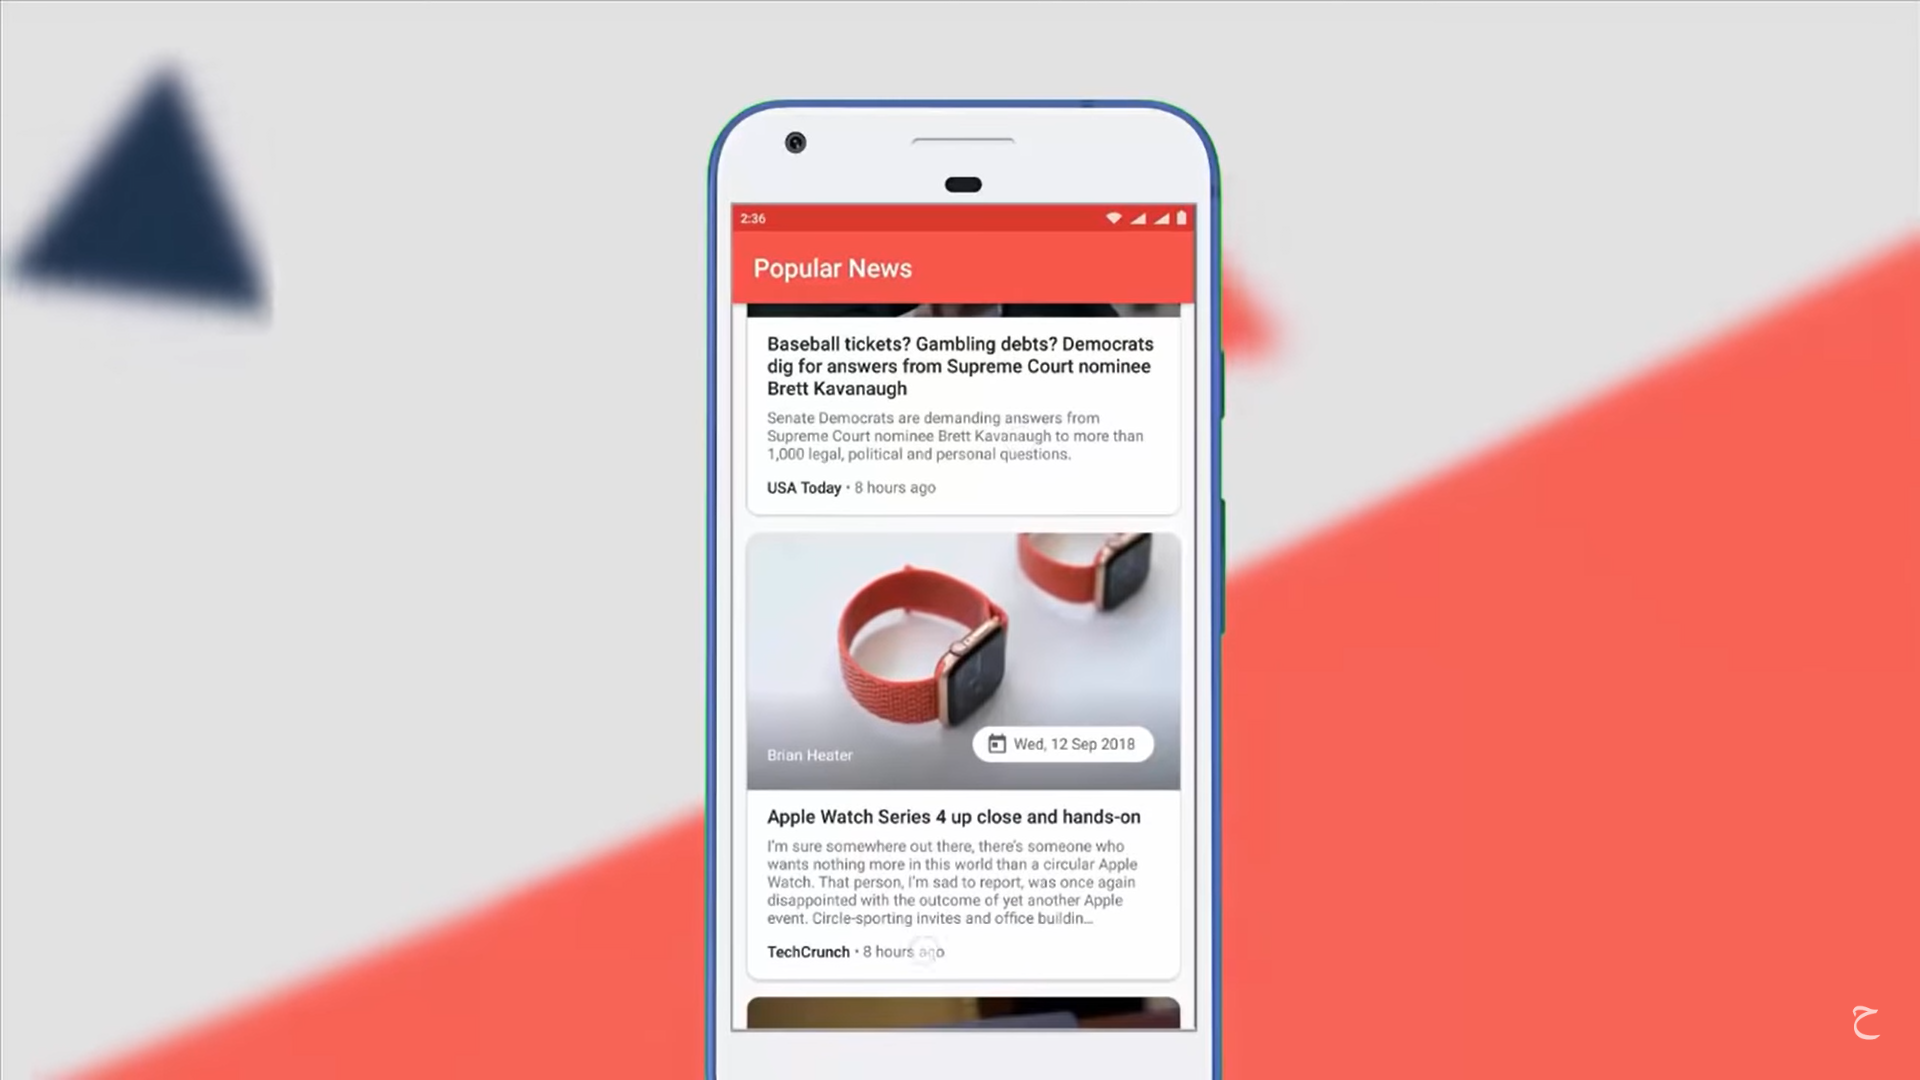 2:36
Popular News
Baseball tickets? Gambling debts? Democrats
dig for answers from Supreme Court nominee
Brett Kavanaugh
Senate Democrats are demanding answers from
Supreme Court nominee Brett Kavanaugh to more than
1,000 legal, political and personal questions.
USA Today • 8 hours ago
Brian Heater
Wed, 12 Sep 2018
Apple Watch Series 4 up close and hands-on
I'm sure somewhere out there, there's someone who
wants nothing more in this world than a circular Apple
Watch. That person, I'm sad to report, was once again
disappointed with the outcome of yet another Apple
event. Circle-sporting invites and office buildin...
TechCrunch • 8 hours ago
ح